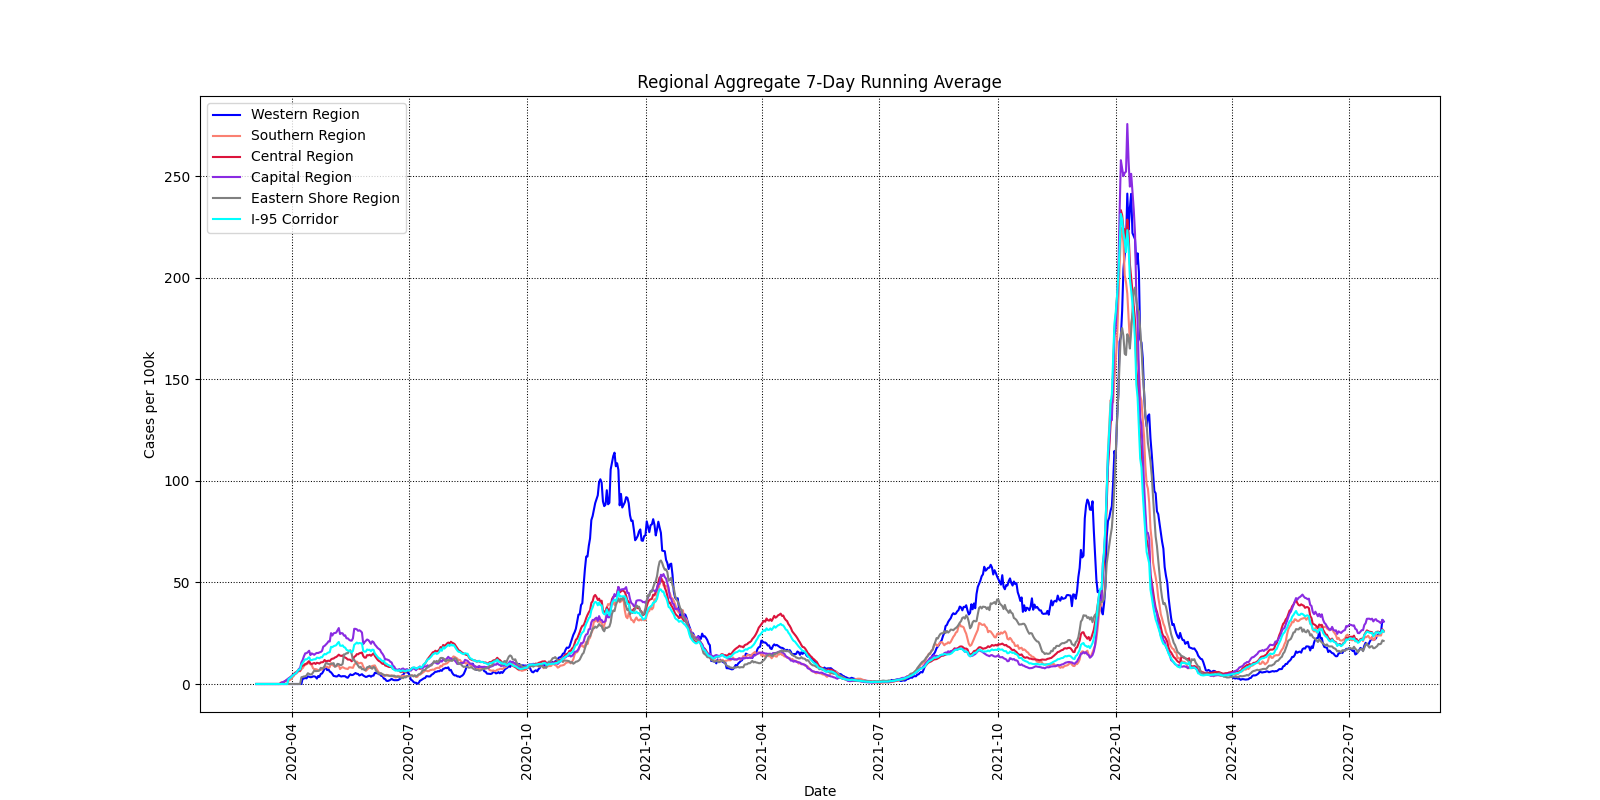 Regional Aggregate 7-Day Running Average
Western Region
Southern Region
Central Region
Capital Region
Eastern Shore Region
I-95 Corridor
Cases per 100k
250
200
150
100
50
0
2020-04
2020-07
2020-10
2021-01
2021-04
2021-07
2021-10
2022-01
2022-04
2022-07
Date